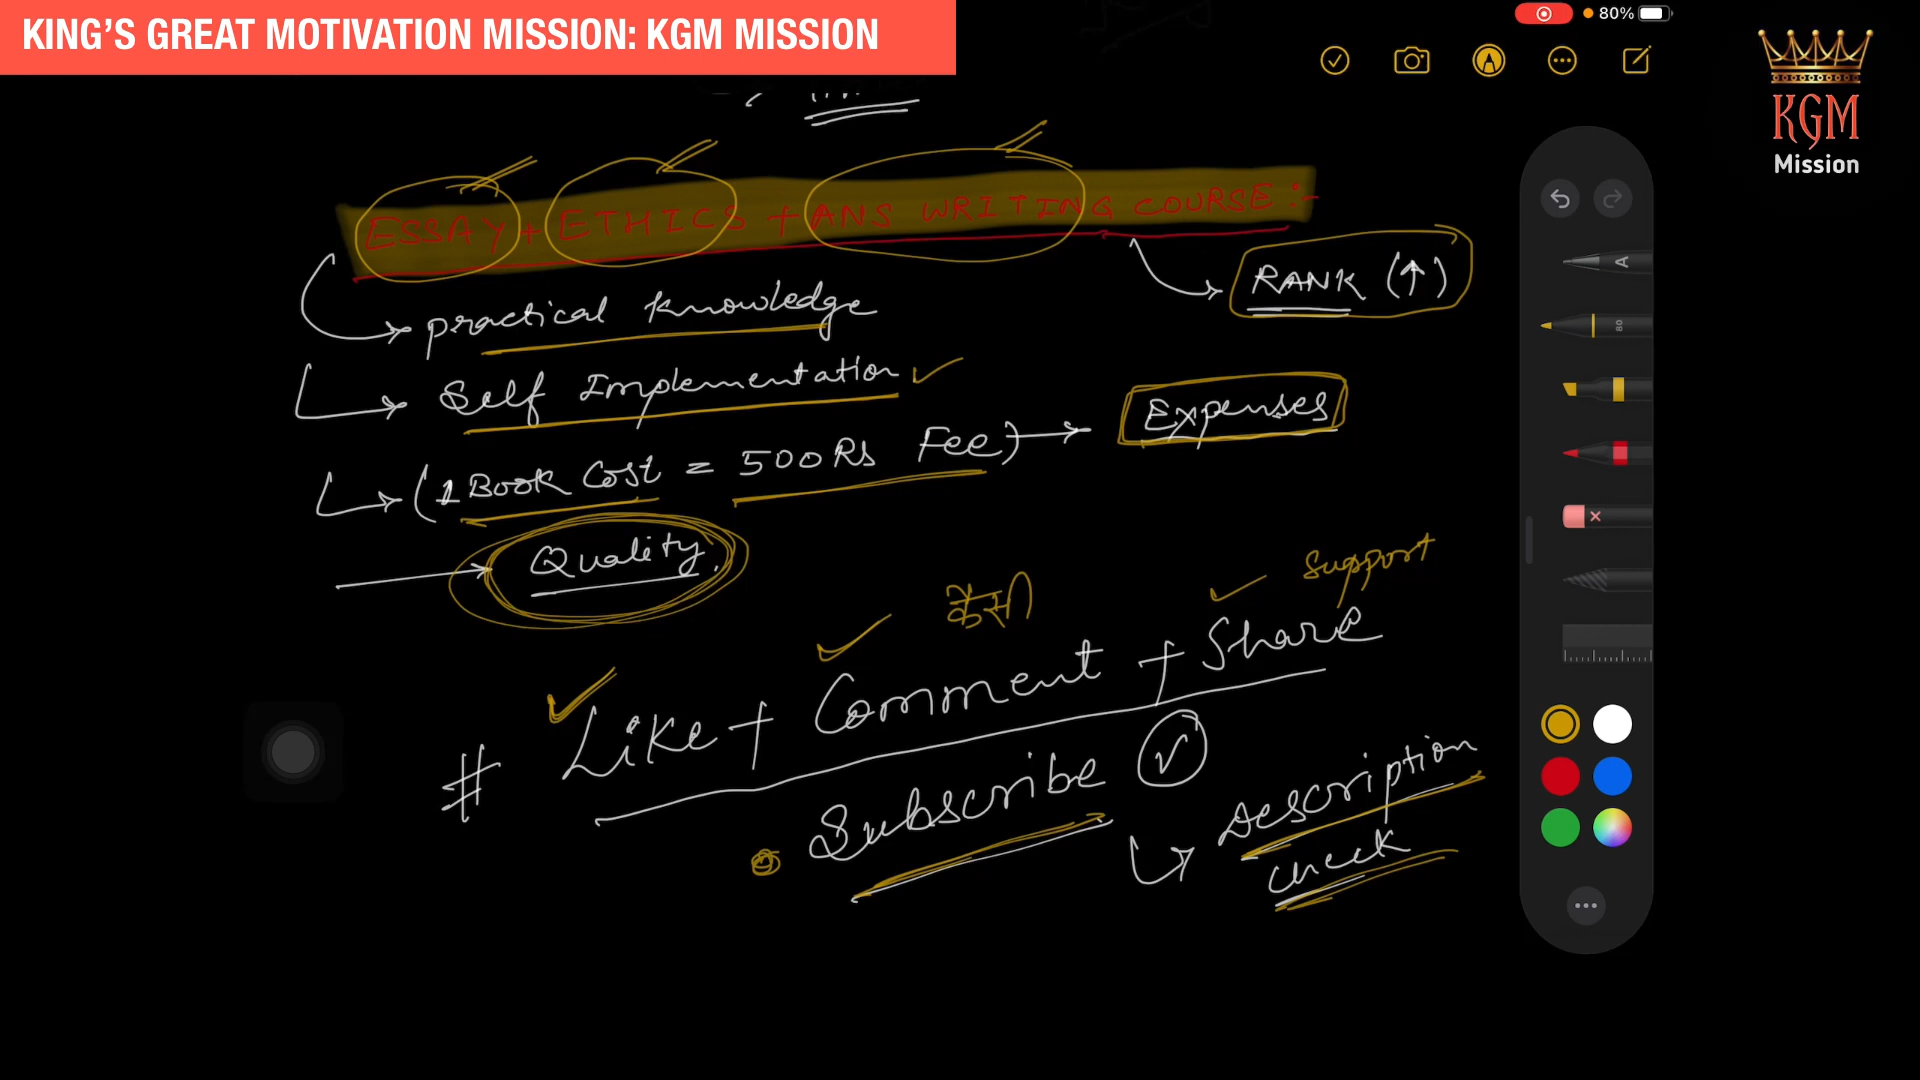 KING'S GREAT MOTIVATION MISSION: KGM MISSION
80%
KGM
Mission
ESSAY + ETHICS + ANS WRITING COURSE :-
RANK (↑)
→ practical knowledge
→ Self Implementation ✓
→ (1 Book Cost = 500 Rs Fee) → Expenses
→ Quality.
Support
# Like + Comment + Share
Subscribe ✓
Description
check
A
80